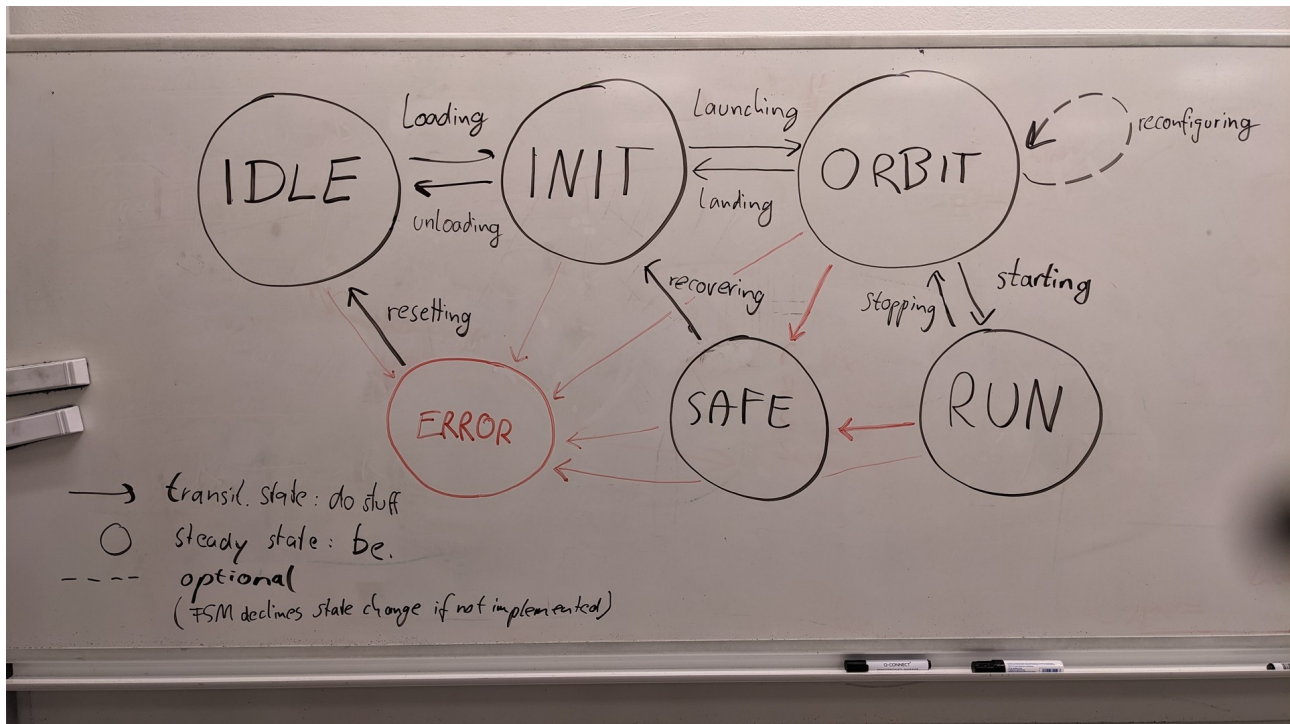 Loading
Launching
reconfiguring
IDLE
INIT
ORBIT
unloading
landing
resetting
recovering
stopping
starting
ERROR
SAFE
RUN
transit. state: do stuff
steady state: be.
optional
(FSM declines state change if not implemented)
Q-CONNECT